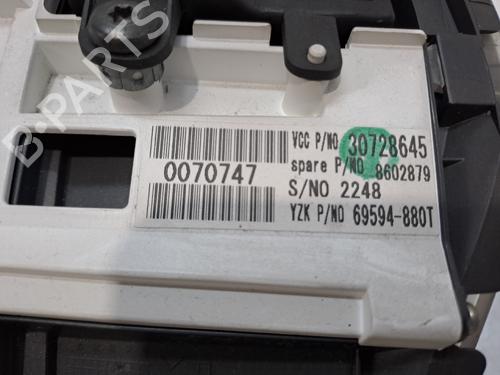 B-PARTS
VCC P/NO 30728645
spare P/NO 8602879
0070747
S/NO 2248
YZK P/NO 69594-880T